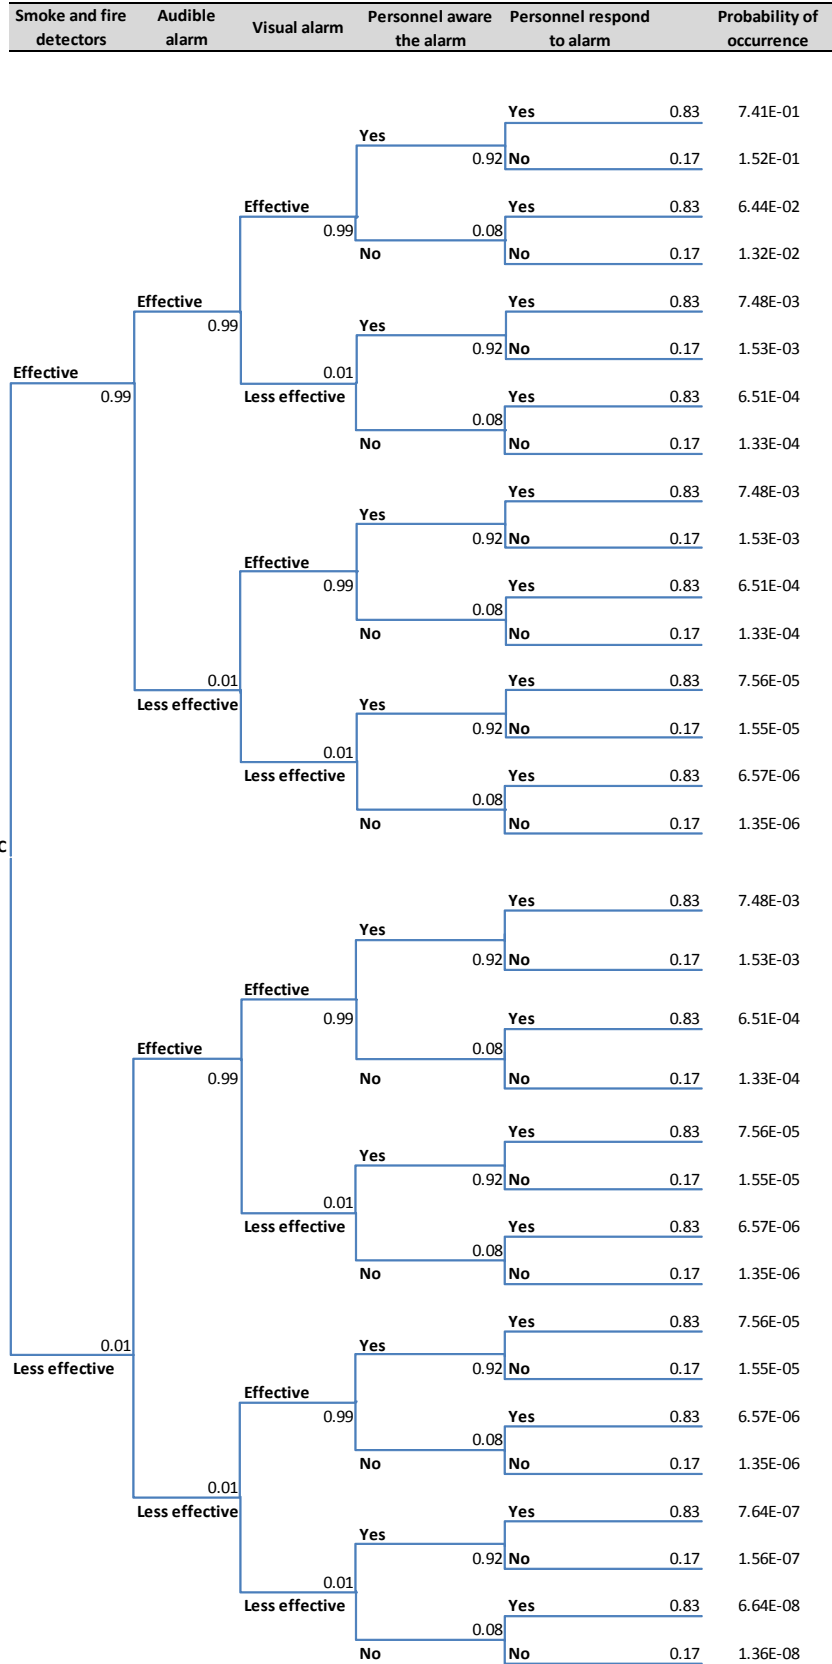 Smoke and fire detectors Audible alarm Visual alarm Personnel aware the alarm Personnel respond to alarm Probability of occurrence
Yes 0.83 7.41E-01
Yes
0.92 No 0.17 1.52E-01
Effective Yes 0.83 6.44E-02
0.99 0.08
No No 0.17 1.32E-02
Effective Yes 0.83 7.48E-03
0.99 Yes
0.92 No 0.17 1.53E-03
Effective 0.01
0.99 Less effective Yes 0.83 6.51E-04
0.08
No No 0.17 1.33E-04
Yes 0.83 7.48E-03
Yes
0.92 No 0.17 1.53E-03
Effective
0.99 Yes 0.83 6.51E-04
0.08
No No 0.17 1.33E-04
0.01 Yes 0.83 7.56E-05
Less effective Yes
0.92 No 0.17 1.55E-05
0.01
Less effective Yes 0.83 6.57E-06
0.08
No No 0.17 1.35E-06
C
Yes 0.83 7.48E-03
Yes
0.92 No 0.17 1.53E-03
Effective
0.99 Yes 0.83 6.51E-04
Effective 0.08
0.99 No No 0.17 1.33E-04
Yes 0.83 7.56E-05
Yes
0.92 No 0.17 1.55E-05
0.01
Less effective Yes 0.83 6.57E-06
0.08
No No 0.17 1.35E-06
Yes 0.83 7.56E-05
0.01 Yes
Less effective 0.92 No 0.17 1.55E-05
Effective
0.99 Yes 0.83 6.57E-06
0.08
No No 0.17 1.35E-06
0.01
Less effective Yes 0.83 7.64E-07
Yes
0.92 No 0.17 1.56E-07
0.01
Less effective Yes 0.83 6.64E-08
0.08
No No 0.17 1.36E-08